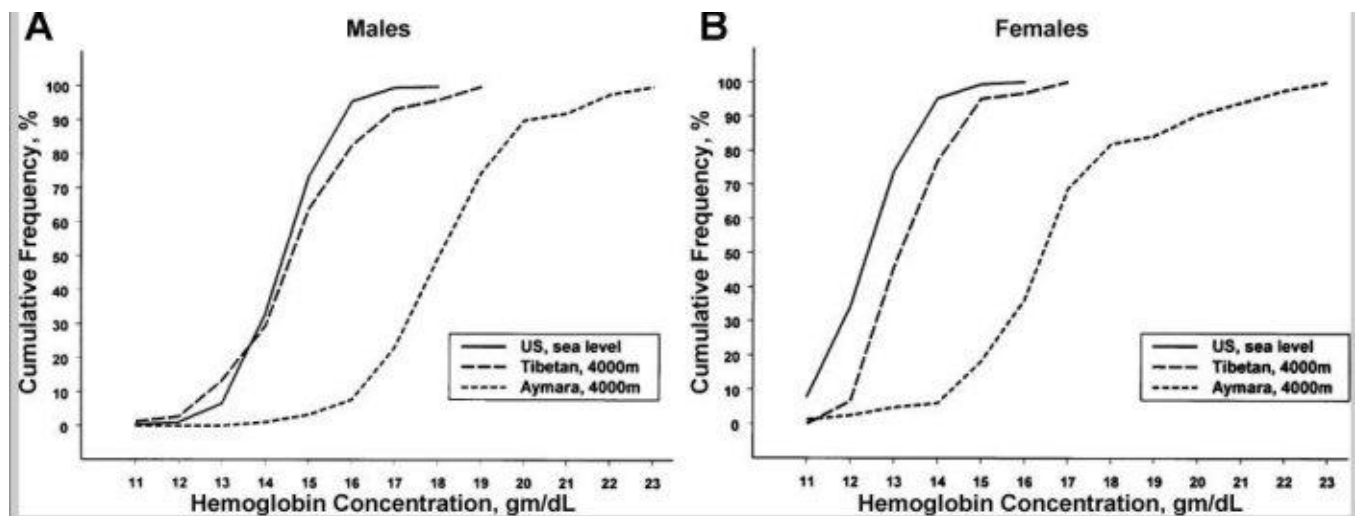 A
Males
Cumulative Frequency, %
100
90
80
70
60
50
40
30
20
10
0
US, sea level
Tibetan, 4000m
Aymara, 4000m
11 12 13 14 15 16 17 18 19 20 21 22 23
Hemoglobin Concentration, gm/dL
B
Females
Cumulative Frequency, %
100
90
80
70
60
50
40
30
20
10
0
US, sea level
Tibetan, 4000m
Aymara, 4000m
11 12 13 14 15 16 17 18 19 20 21 22 23
Hemoglobin Concentration, gm/dL